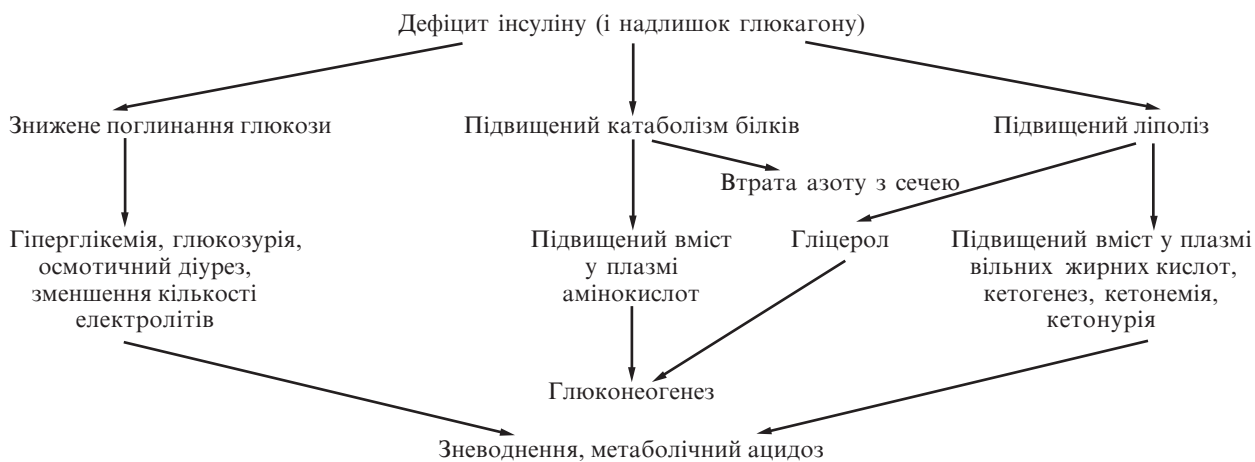 Дефіцит інсуліну (і надлишок глюкагону)
Знижене поглинання глюкози
Підвищений катаболізм білків
Підвищений ліполіз
Втрата азоту з сечею
Гіперглікемія, глюкозурія,
осмотичний діурез,
зменшення кількості
електролітів
Підвищений вміст
у плазмі
амінокислот
Гліцерол
Підвищений вміст у плазмі
вільних жирних кислот,
кетогенез, кетонемія,
кетонурія
Глюконеогенез
Зневоднення, метаболічний ацидоз